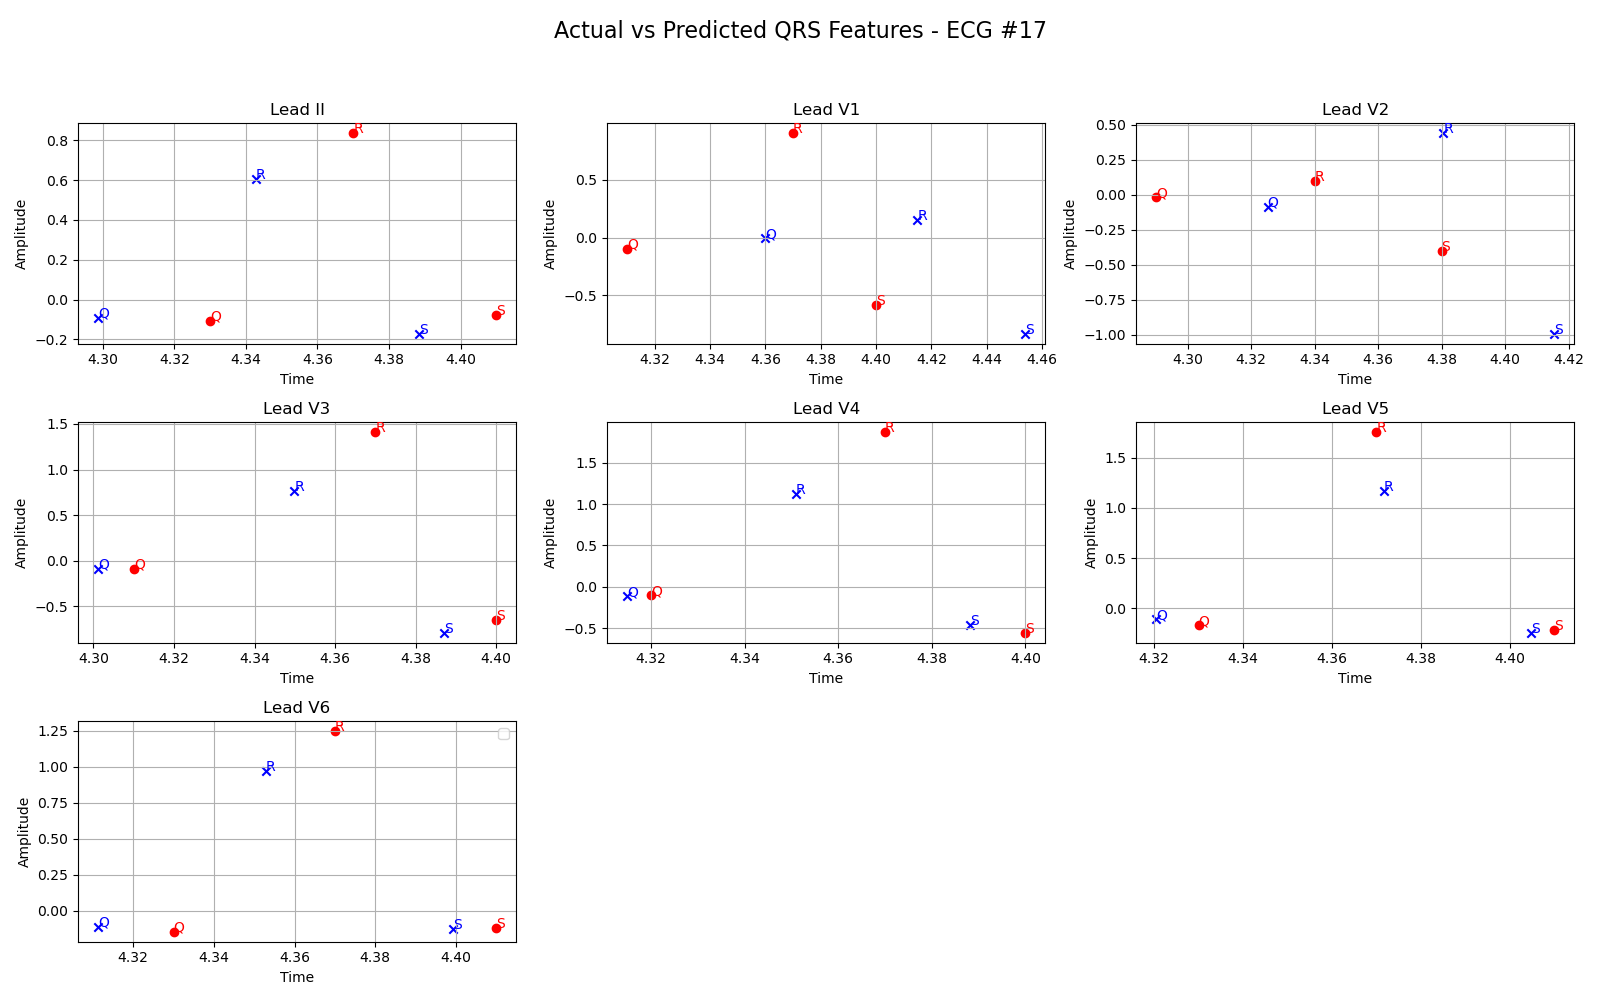 Actual vs Predicted QRS Features - ECG #17
Lead II
Amplitude
0.8
0.6
0.4
0.2
0.0
−0.2
R
R
Q
Q
S
S
4.30 4.32 4.34 4.36 4.38 4.40
Time
Lead V1
Amplitude
0.5
0.0
−0.5
R
R
Q
Q
S
S
4.32 4.34 4.36 4.38 4.40 4.42 4.44 4.46
Time
Lead V2
Amplitude
0.50
0.25
0.00
−0.25
−0.50
−0.75
−1.00
R
R
Q
Q
S
S
4.30 4.32 4.34 4.36 4.38 4.40 4.42
Time
Lead V3
Amplitude
1.5
1.0
0.5
0.0
−0.5
R
R
Q
Q
S
S
4.30 4.32 4.34 4.36 4.38 4.40
Time
Lead V4
Amplitude
1.5
1.0
0.5
0.0
−0.5
R
R
Q
Q
S
S
4.32 4.34 4.36 4.38 4.40
Time
Lead V5
Amplitude
1.5
1.0
0.5
0.0
R
R
Q
Q
S
S
4.32 4.34 4.36 4.38 4.40
Time
Lead V6
Amplitude
1.25
1.00
0.75
0.50
0.25
0.00
R
R
Q
Q
S
S
4.32 4.34 4.36 4.38 4.40
Time